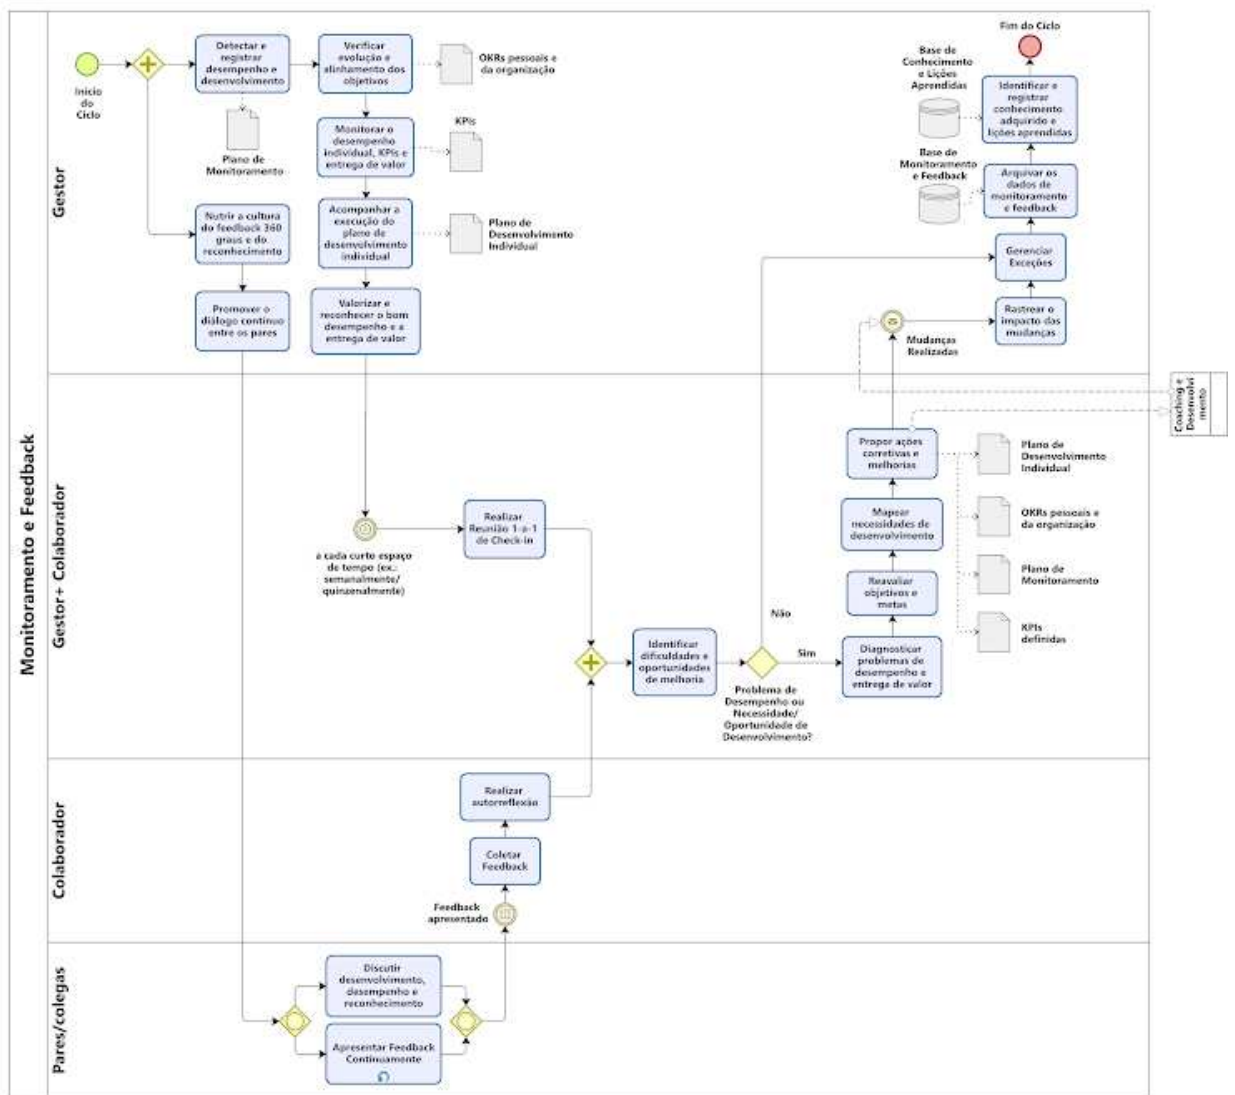 Monitoramento e Feedback
Gestor
Início
do
Ciclo
Detectar e
registrar
desempenho e
desenvolvimento
Plano de
Monitoramento
Verificar
evolução e
alinhamento dos
objetivos
OKRs pessoais e
da organização
Monitorar o
desempenho
individual, KPIs e
entrega de valor
KPIs
Nutrir a cultura
do feedback 360
graus e do
reconhecimento
Acompanhar a
execução do
plano de
desenvolvimento
individual
Plano de
Desenvolvimento
Individual
Promover o
diálogo contínuo
entre os pares
Valorizar e
reconhecer o bom
desempenho e a
entrega de valor
Fim do Ciclo
Base de
Conhecimento
e Lições
Aprendidas
Identificar e
registrar
conhecimento
adquirido e
lições aprendidas
Base de
Monitoramento
e Feedback
Arquivar os
dados de
monitoramento
e feedback
Gerenciar
Exceções
Rastrear o
impacto das
mudanças
Mudanças
Realizadas
Coaching e
Desenvolvi
mento
Gestor+ Colaborador
a cada curto espaço
de tempo (ex.:
semanalmente/
quinzenalmente)
Realizar
Reunião 1-a-1
de Check-in
Identificar
dificuldades e
oportunidades
de melhoria
Problema de
Desempenho ou
Necessidade/
Oportunidade de
Desenvolvimento?
Não
Sim
Propor ações
corretivas e
melhorias
Mapear
necessidades de
desenvolvimento
Reavaliar
objetivos e
metas
Diagnosticar
problemas de
desempenho e
entrega de valor
Plano de
Desenvolvimento
Individual
OKRs pessoais e
da organização
Plano de
Monitoramento
KPIs
definidas
Colaborador
Realizar
autorreflexão
Coletar
Feedback
Feedback
apresentado
Pares/colegas
Discutir
desenvolvimento,
desempenho e
reconhecimento
Apresentar Feedback
Continuamente